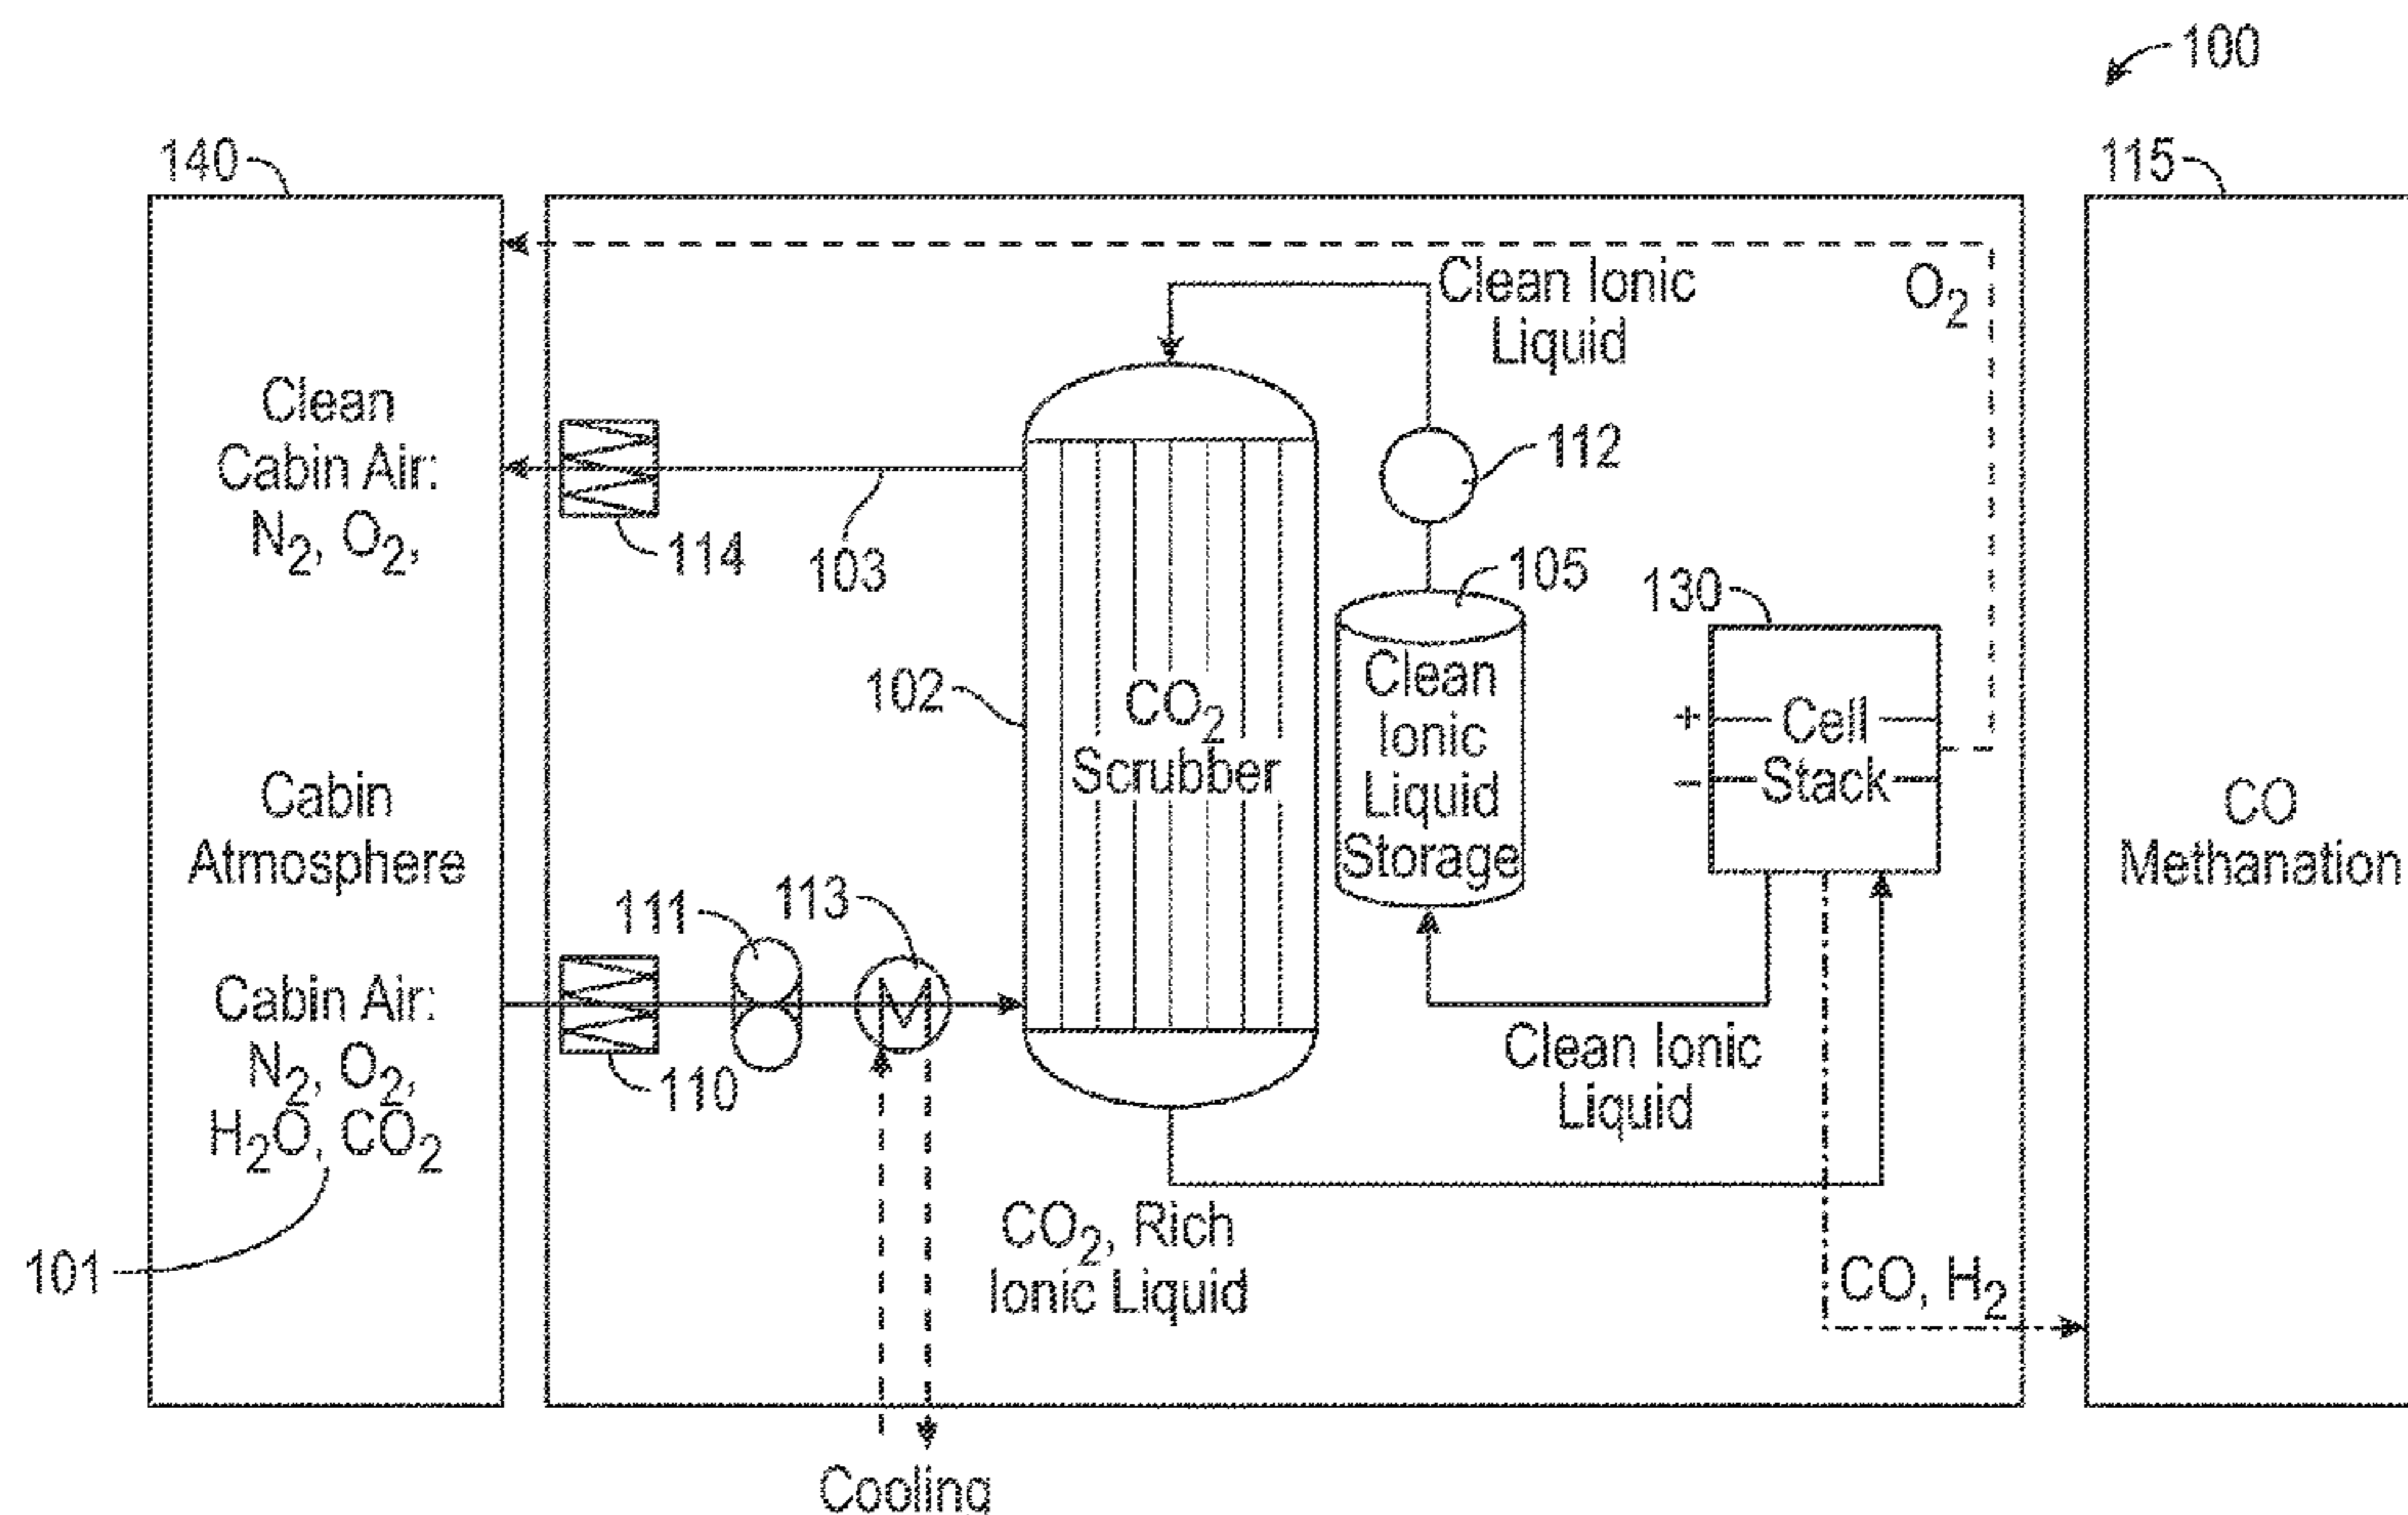 100
140
115
O2
Clean Ionic
Liquid
Clean
Cabin Air:
N2, O2,
114
103
112
105
130
102
CO2
Scrubber
Clean
Ionic
Liquid
Storage
+
Cell
−
Stack
CO
Methanation
Cabin
Atmosphere
111
113
Cabin Air:
N2, O2,
H2O, CO2
110
Clean Ionic
Liquid
101
CO2, Rich
Ionic Liquid
CO, H2
Cooling